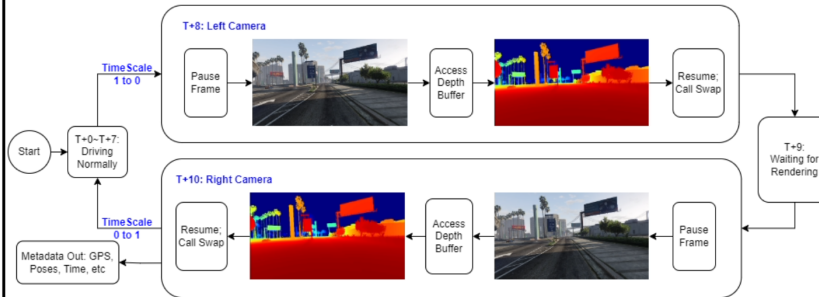 T+8: Left Camera
TimeScale
1 to 0
Pause
Frame
Access
Depth
Buffer
Resume;
Call Swap
Start
T+0~T+7:
Driving
Normally
T+9:
Waiting for
Rendering
T+10: Right Camera
TimeScale
0 to 1
Resume;
Call Swap
Access
Depth
Buffer
Pause
Frame
Metadata Out: GPS,
Poses, Time, etc